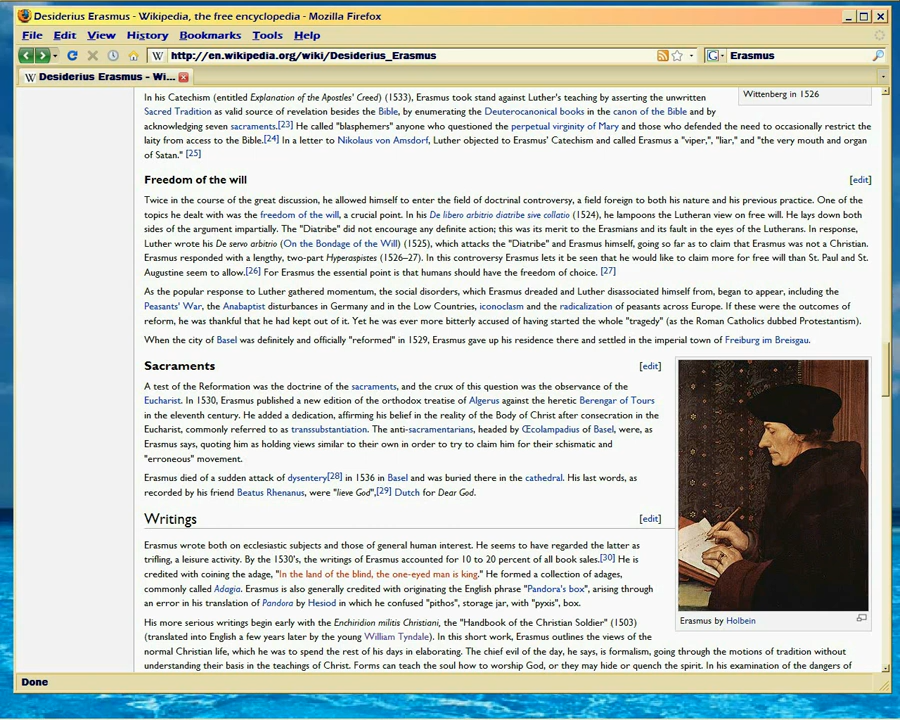 Desiderius Erasmus - Wikipedia, the free encyclopedia - Mozilla Firefox
File Edit View History Bookmarks Tools Help
W http://en.wikipedia.org/wiki/Desiderius_Erasmus G Erasmus
W Desiderius Erasmus - Wi...
Wittenberg in 1526
In his Catechism (entitled Explanation of the Apostles' Creed) (1533), Erasmus took stand against Luther's teaching by asserting the unwritten
Sacred Tradition as valid source of revelation besides the Bible, by enumerating the Deuterocanonical books in the canon of the Bible and by
acknowledging seven sacraments.[23] He called "blasphemers" anyone who questioned the perpetual virginity of Mary and those who defended the need to occasionally restrict the
laity from access to the Bible.[24] In a letter to Nikolaus von Amsdorf, Luther objected to Erasmus' Catechism and called Erasmus a "viper," "liar," and "the very mouth and organ
of Satan." [25]
Freedom of the will [edit]
Twice in the course of the great discussion, he allowed himself to enter the field of doctrinal controversy, a field foreign to both his nature and his previous practice. One of the
topics he dealt with was the freedom of the will, a crucial point. In his De libero arbitrio diatribe sive collatio (1524), he lampoons the Lutheran view on free will. He lays down both
sides of the argument impartially. The "Diatribe" did not encourage any definite action; this was its merit to the Erasmians and its fault in the eyes of the Lutherans. In response,
Luther wrote his De servo arbitrio (On the Bondage of the Will) (1525), which attacks the "Diatribe" and Erasmus himself, going so far as to claim that Erasmus was not a Christian.
Erasmus responded with a lengthy, two-part Hyperaspistes (1526–27). In this controversy Erasmus lets it be seen that he would like to claim more for free will than St. Paul and St.
Augustine seem to allow.[26] For Erasmus the essential point is that humans should have the freedom of choice. [27]
As the popular response to Luther gathered momentum, the social disorders, which Erasmus dreaded and Luther disassociated himself from, began to appear, including the
Peasants' War, the Anabaptist disturbances in Germany and in the Low Countries, iconoclasm and the radicalization of peasants across Europe. If these were the outcomes of
reform, he was thankful that he had kept out of it. Yet he was ever more bitterly accused of having started the whole "tragedy" (as the Roman Catholics dubbed Protestantism).
When the city of Basel was definitely and officially "reformed" in 1529, Erasmus gave up his residence there and settled in the imperial town of Freiburg im Breisgau.
Sacraments [edit]
A test of the Reformation was the doctrine of the sacraments, and the crux of this question was the observance of the
Eucharist. In 1530, Erasmus published a new edition of the orthodox treatise of Algerus against the heretic Berengar of Tours
in the eleventh century. He added a dedication, affirming his belief in the reality of the Body of Christ after consecration in the
Eucharist, commonly referred to as transsubstantiation. The anti-sacramentarians, headed by Œcolampadius of Basel, were, as
Erasmus says, quoting him as holding views similar to their own in order to try to claim him for their schismatic and
"erroneous" movement.
Erasmus died of a sudden attack of dysentery[28] in 1536 in Basel and was buried there in the cathedral. His last words, as
recorded by his friend Beatus Rhenanus, were "lieve God",[29] Dutch for Dear God.
Writings [edit]
Erasmus wrote both on ecclesiastic subjects and those of general human interest. He seems to have regarded the latter as
trifling, a leisure activity. By the 1530's, the writings of Erasmus accounted for 10 to 20 percent of all book sales.[30] He is
credited with coining the adage, "In the land of the blind, the one-eyed man is king." He formed a collection of adages,
commonly called Adagia. Erasmus is also generally credited with originating the English phrase "Pandora's box", arising through
an error in his translation of Pandora by Hesiod in which he confused "pithos", storage jar, with "pyxis", box.
Erasmus by Holbein
His more serious writings begin early with the Enchiridion militis Christiani, the "Handbook of the Christian Soldier" (1503)
(translated into English a few years later by the young William Tyndale). In this short work, Erasmus outlines the views of the
normal Christian life, which he was to spend the rest of his days in elaborating. The chief evil of the day, he says, is formalism, going through the motions of tradition without
understanding their basis in the teachings of Christ. Forms can teach the soul how to worship God, or they may hide or quench the spirit. In his examination of the dangers of
Done